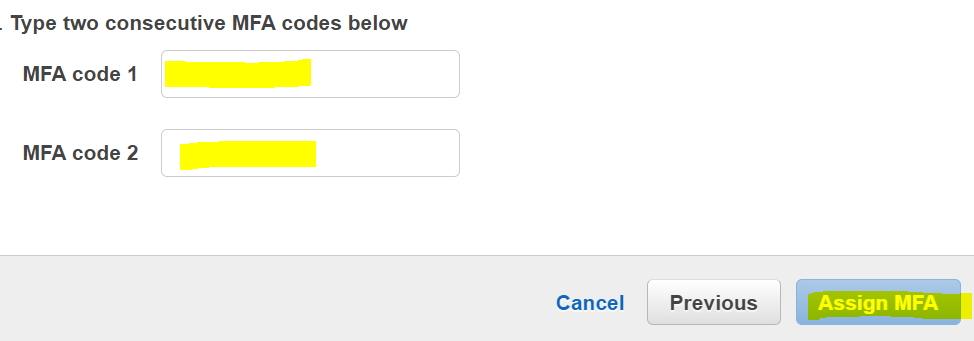 . Type two consecutive MFA codes below
MFA code 1
MFA code 2
Cancel
Previous
Assign MFA